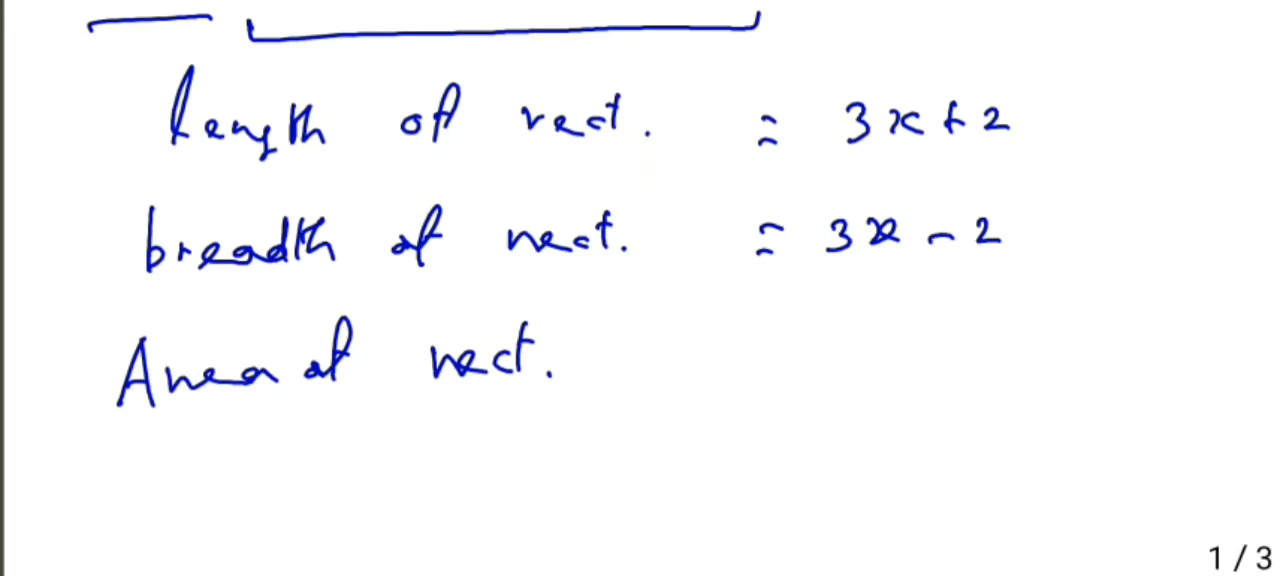 length of rect. = 3x+2
breadth of rect. = 3x-2
Area of rect.
1/3